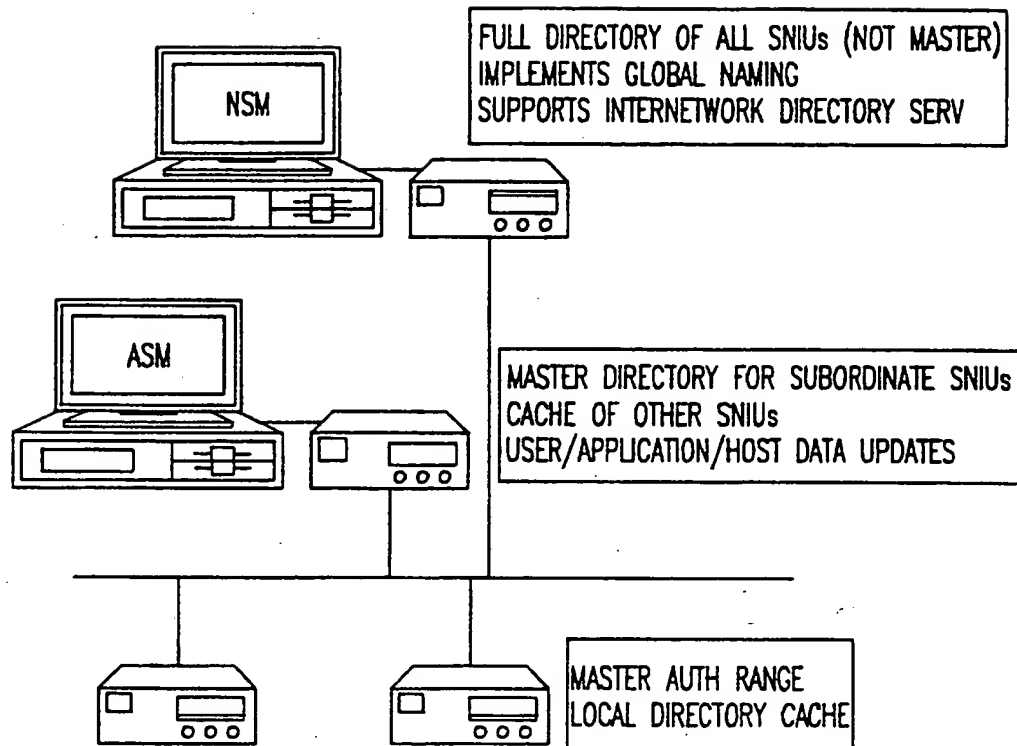 FULL DIRECTORY OF ALL SNIUs (NOT MASTER)
IMPLEMENTS GLOBAL NAMING
SUPPORTS INTERNETWORK DIRECTORY SERV
NSM
ASM
MASTER DIRECTORY FOR SUBORDINATE SNIUs
CACHE OF OTHER SNIUs
USER/APPLICATION/HOST DATA UPDATES
MASTER AUTH RANGE
LOCAL DIRECTORY CACHE